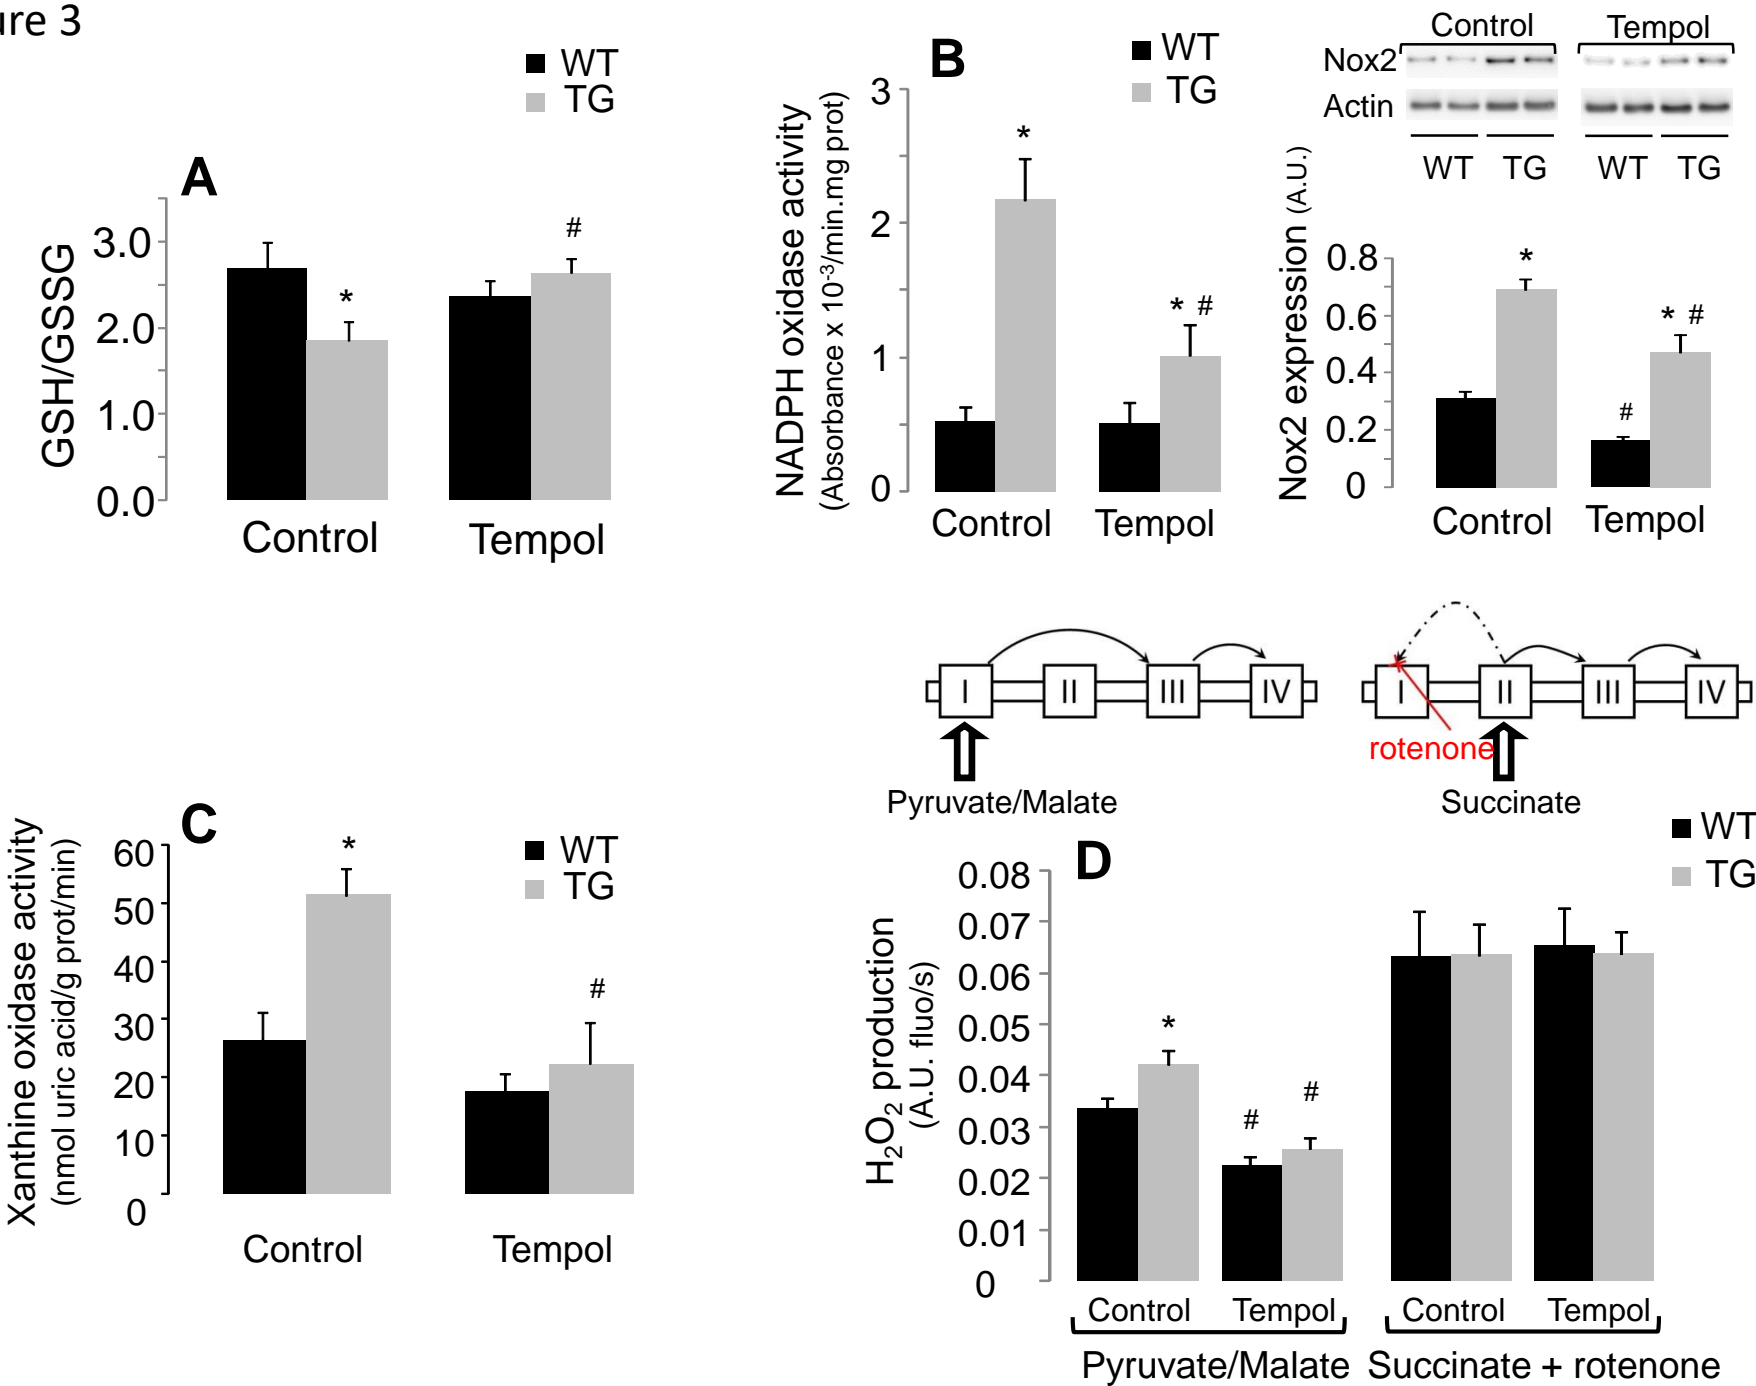 ure 3
WT
TG
A
GSH/GSSG
3.0
2.0
1.0
0.0
*
#
Control
Tempol
B
WT
TG
NADPH oxidase activity
(Absorbance x 10⁻³/min.mg prot)
3
2
1
0
*
* #
Control
Tempol
Control
Tempol
Nox2
Actin
WT
TG
WT
TG
Nox2 expression (A.U.)
0.8
0.6
0.4
0.2
0
*
#
* #
Control
Tempol
C
WT
TG
Xanthine oxidase activity
(nmol uric acid/g prot/min)
60
50
40
30
20
10
0
*
#
Control
Tempol
I
II
III
IV
Pyruvate/Malate
I
II
III
IV
rotenone
Succinate
D
WT
TG
H₂O₂ production
(A.U. fluo/s)
0.08
0.07
0.06
0.05
0.04
0.03
0.02
0.01
0
*
#
#
Control
Tempol
Control
Tempol
Pyruvate/Malate
Succinate + rotenone